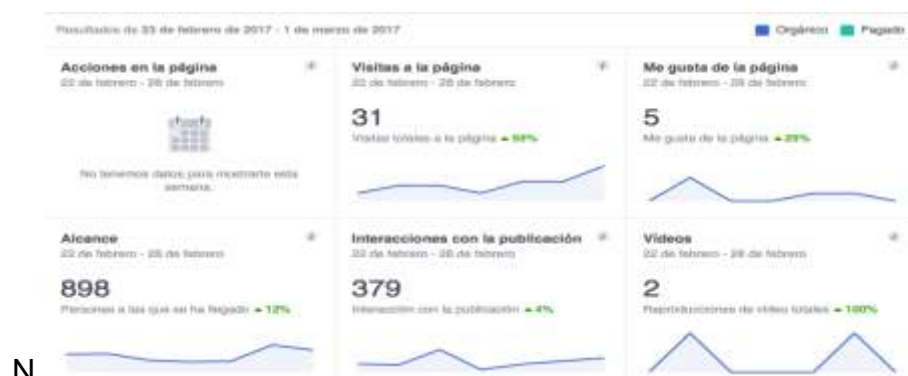 Resultados de 23 de febrero de 2017 - 1 de marzo de 2017
Orgánico Pagado
Acciones en la página
22 de febrero - 28 de febrero
No tenemos datos para mostrarte esta
semana.
Visitas a la página
22 de febrero - 28 de febrero
31
Visitas totales a la página
Me gusta de la página
22 de febrero - 28 de febrero
5
Me gusta de la página
Alcance
22 de febrero - 28 de febrero
898
Personas a las que se ha llegado 12%
Interacciones con la publicación
22 de febrero - 28 de febrero
379
Interacción con la publicación 4%
Vídeos
22 de febrero - 28 de febrero
2
Reproducciones de vídeo totales 100%
N